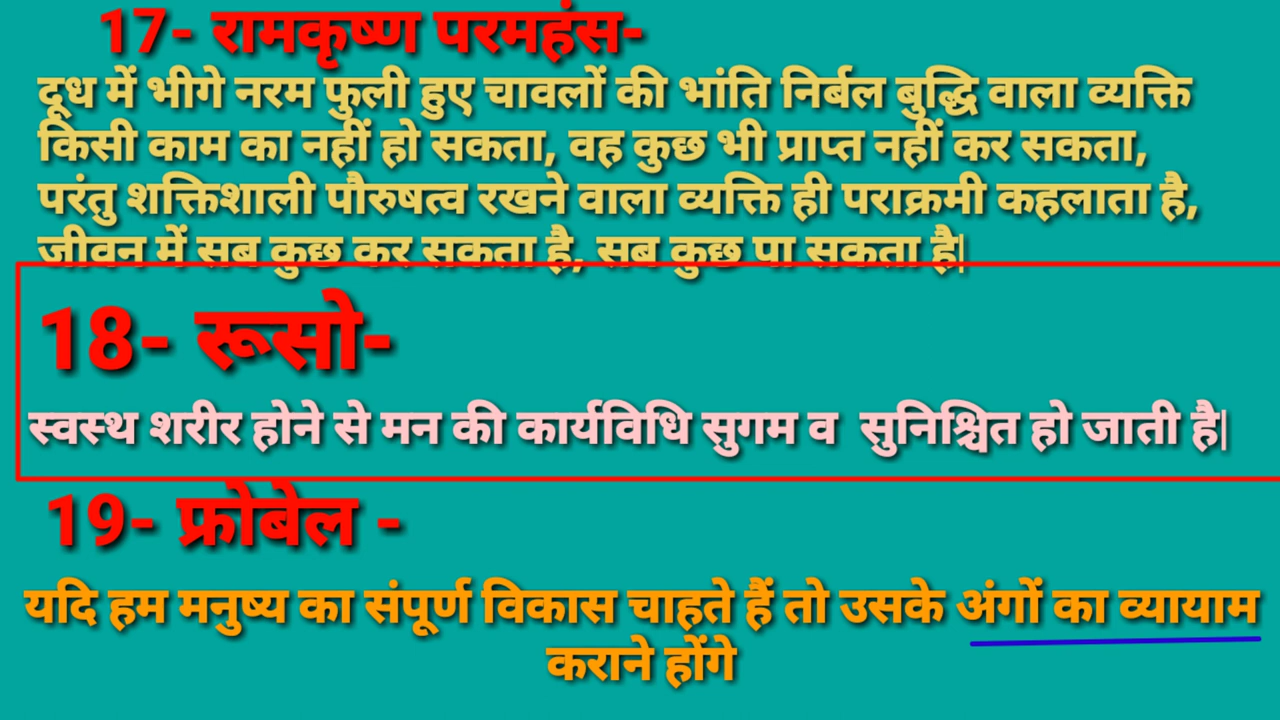 17- रामकृष्ण परमहंस-
दूध में भीगे नरम फुली हुए चावलों की भांति निर्बल बुद्धि वाला व्यक्ति
किसी काम का नहीं हो सकता, वह कुछ भी प्राप्त नहीं कर सकता,
परंतु शक्तिशाली पौरुषत्व रखने वाला व्यक्ति ही पराक्रमी कहलाता है,
जीवन में सब कुछ कर सकता है, सब कुछ पा सकता है|
18- रूसो-
स्वस्थ शरीर होने से मन की कार्यविधि सुगम व सुनिश्चित हो जाती है|
19- फ्रोबेल -
यदि हम मनुष्य का संपूर्ण विकास चाहते हैं तो उसके अंगों का व्यायाम
कराने होंगे